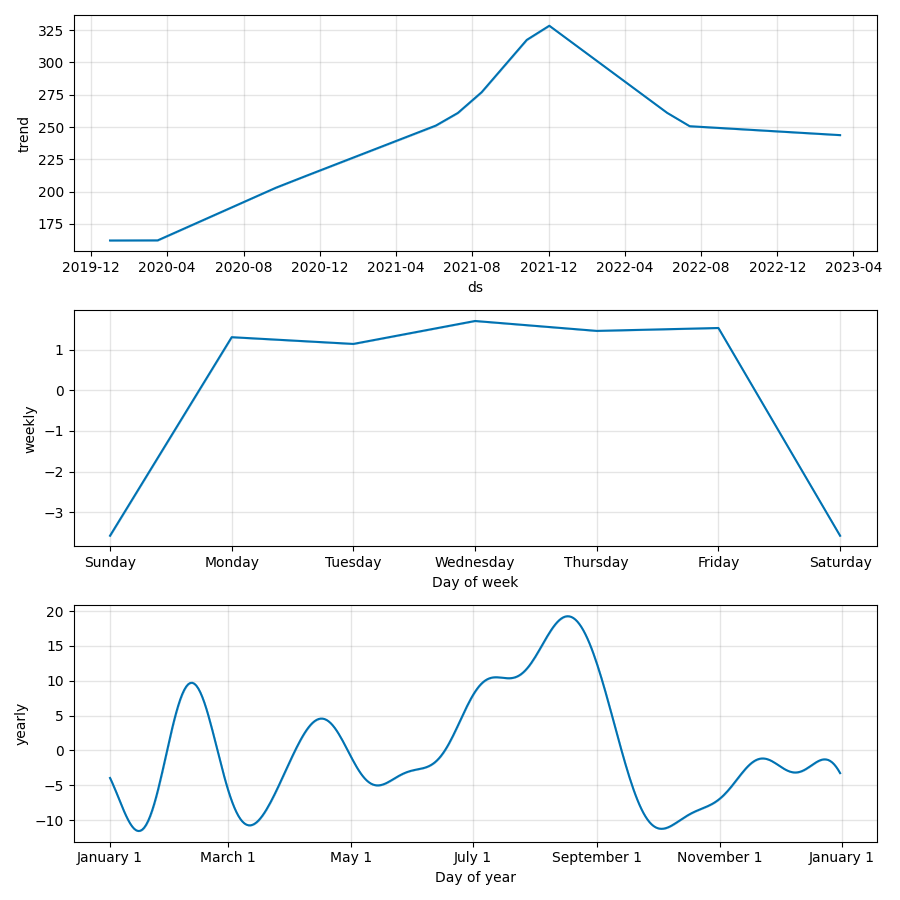 325
300
275
250
225
200
175
trend
2019-12 2020-04 2020-08 2020-12 2021-04 2021-08 2021-12 2022-04 2022-08 2022-12 2023-04
ds
1
0
−1
−2
−3
weekly
Sunday Monday Tuesday Wednesday Thursday Friday Saturday
Day of week
20
15
10
5
0
−5
−10
yearly
January 1 March 1 May 1 July 1 September 1 November 1 January 1
Day of year